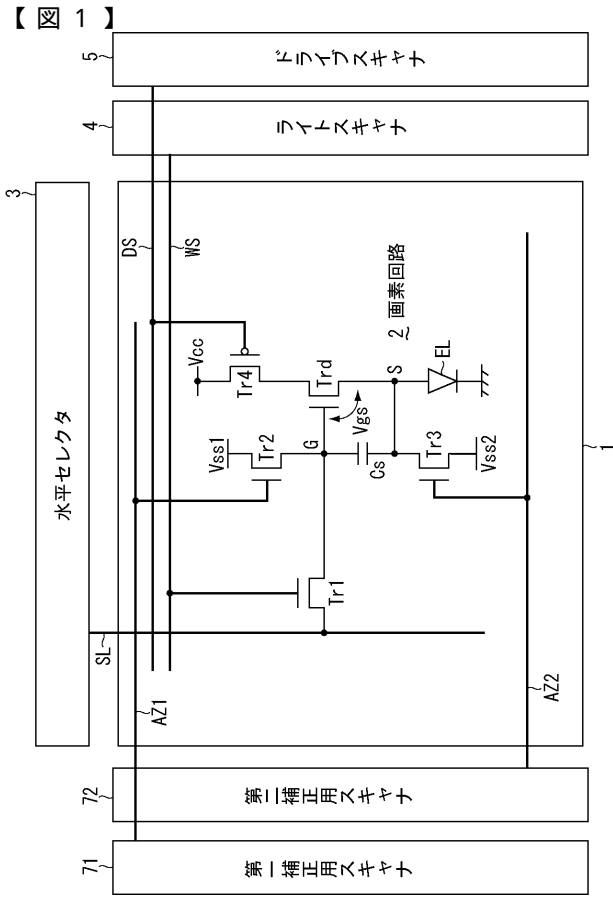 【図1】
5
ドライブスキャナ
4
ライトスキャナ
3
水平セレクタ
DS
WS
2 画素回路
Vcc
Tr4
Trd
S
EL
Vss1
Tr2
G
Vgs
Cs
Tr3
Vss2
1
Tr1
SL
AZ1
AZ2
72
第二補正用スキャナ
71
第一補正用スキャナ